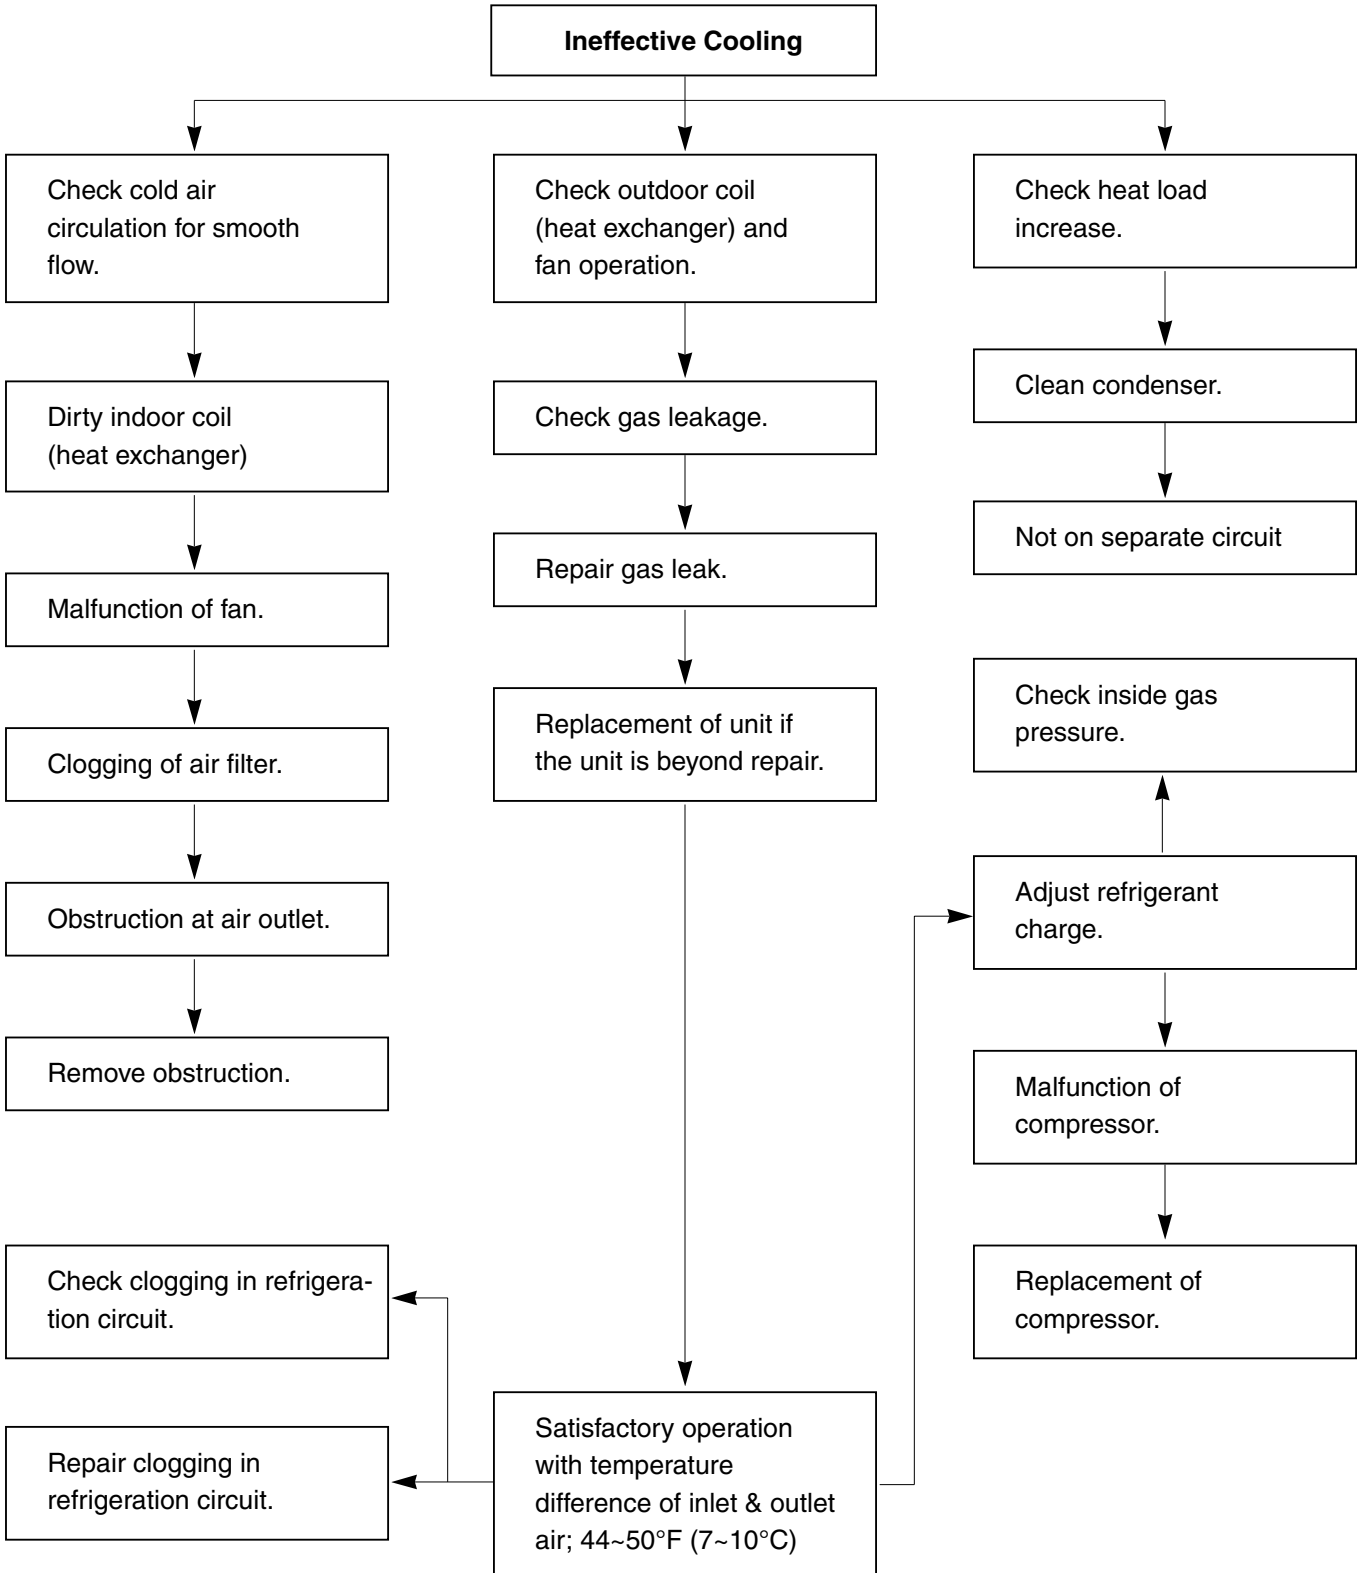 Ineffective Cooling
Check cold air
circulation for smooth
flow.
Dirty indoor coil
(heat exchanger)
Malfunction of fan.
Clogging of air filter.
Obstruction at air outlet.
Remove obstruction.
Check clogging in refrigera-
tion circuit.
Repair clogging in
refrigeration circuit.
Check outdoor coil
(heat exchanger) and
fan operation.
Check gas leakage.
Repair gas leak.
Replacement of unit if
the unit is beyond repair.
Satisfactory operation
with temperature
difference of inlet & outlet
air; 44~50°F (7~10°C)
Check heat load
increase.
Clean condenser.
Not on separate circuit
Check inside gas
pressure.
Adjust refrigerant
charge.
Malfunction of
compressor.
Replacement of
compressor.